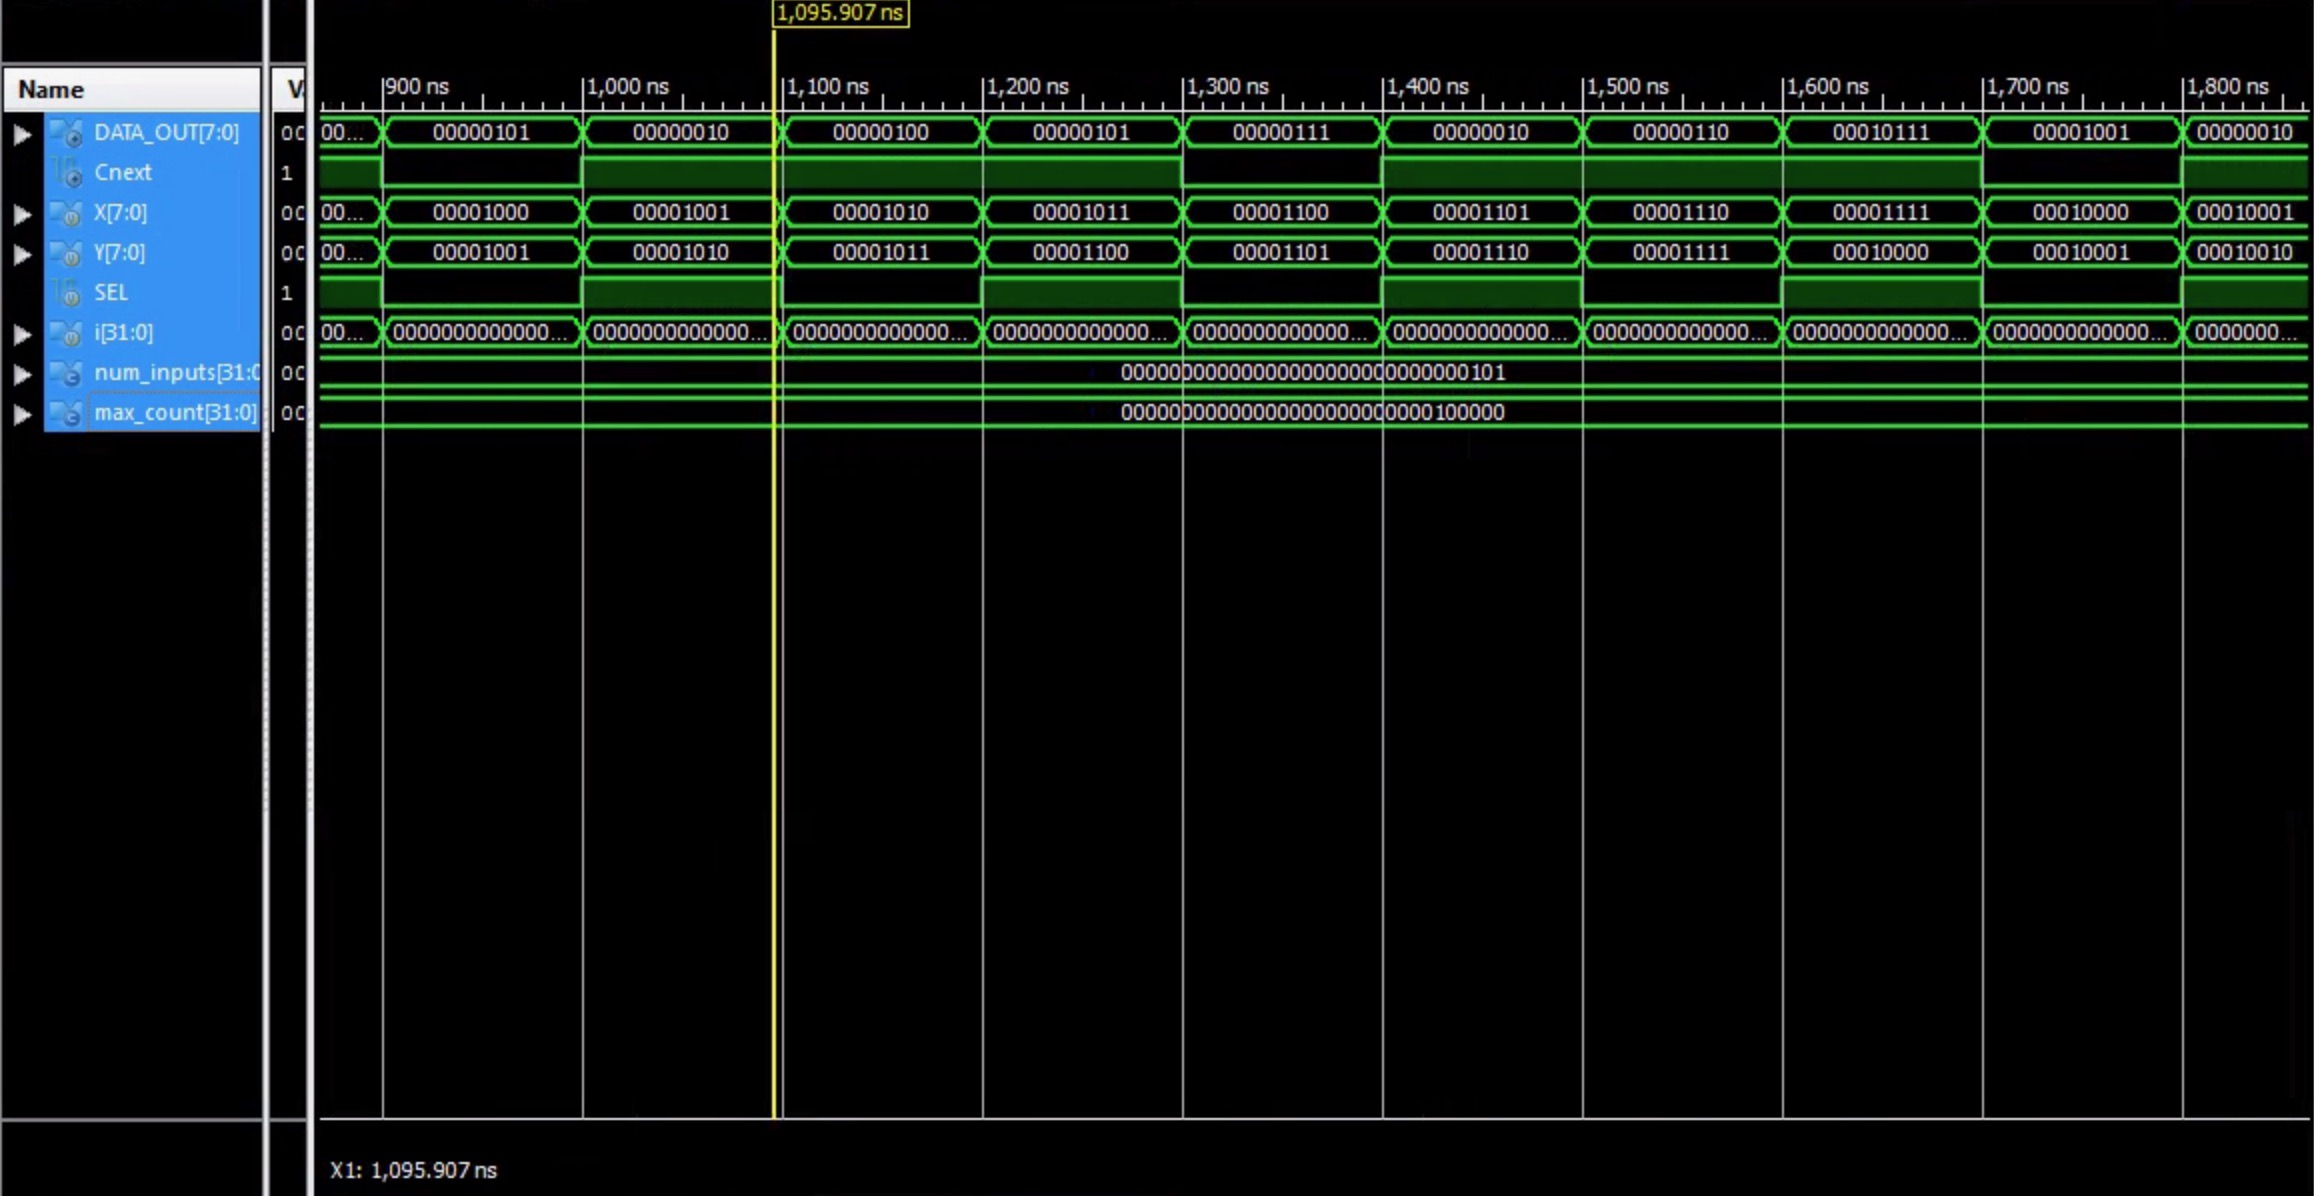 1,095.907 ns
900 ns 1,000 ns 1,100 ns 1,200 ns 1,300 ns 1,400 ns 1,500 ns 1,600 ns 1,700 ns 1,800 ns
Name V
DATA_OUT[7:0] 00 00... 00000101 00000010 00000100 00000101 00000111 00000010 00000110 00010111 00001001 00000010
Cnext 1
X[7:0] 00 00... 00001000 00001001 00001010 00001011 00001100 00001101 00001110 00001111 00010000 00010001
Y[7:0] 00 00... 00001001 00001010 00001011 00001100 00001101 00001110 00001111 00010000 00010001 00010010
SEL 1
i[31:0] 00 00... 0000000000000... 0000000000000... 0000000000000... 0000000000000... 0000000000000... 0000000000000... 0000000000000... 0000000000000... 0000000000000... 0000000...
num_inputs[31:0 00 00000000000000000000000000000101
max_count[31:0] 00 00000000000000000000000000100000
X1: 1,095.907 ns